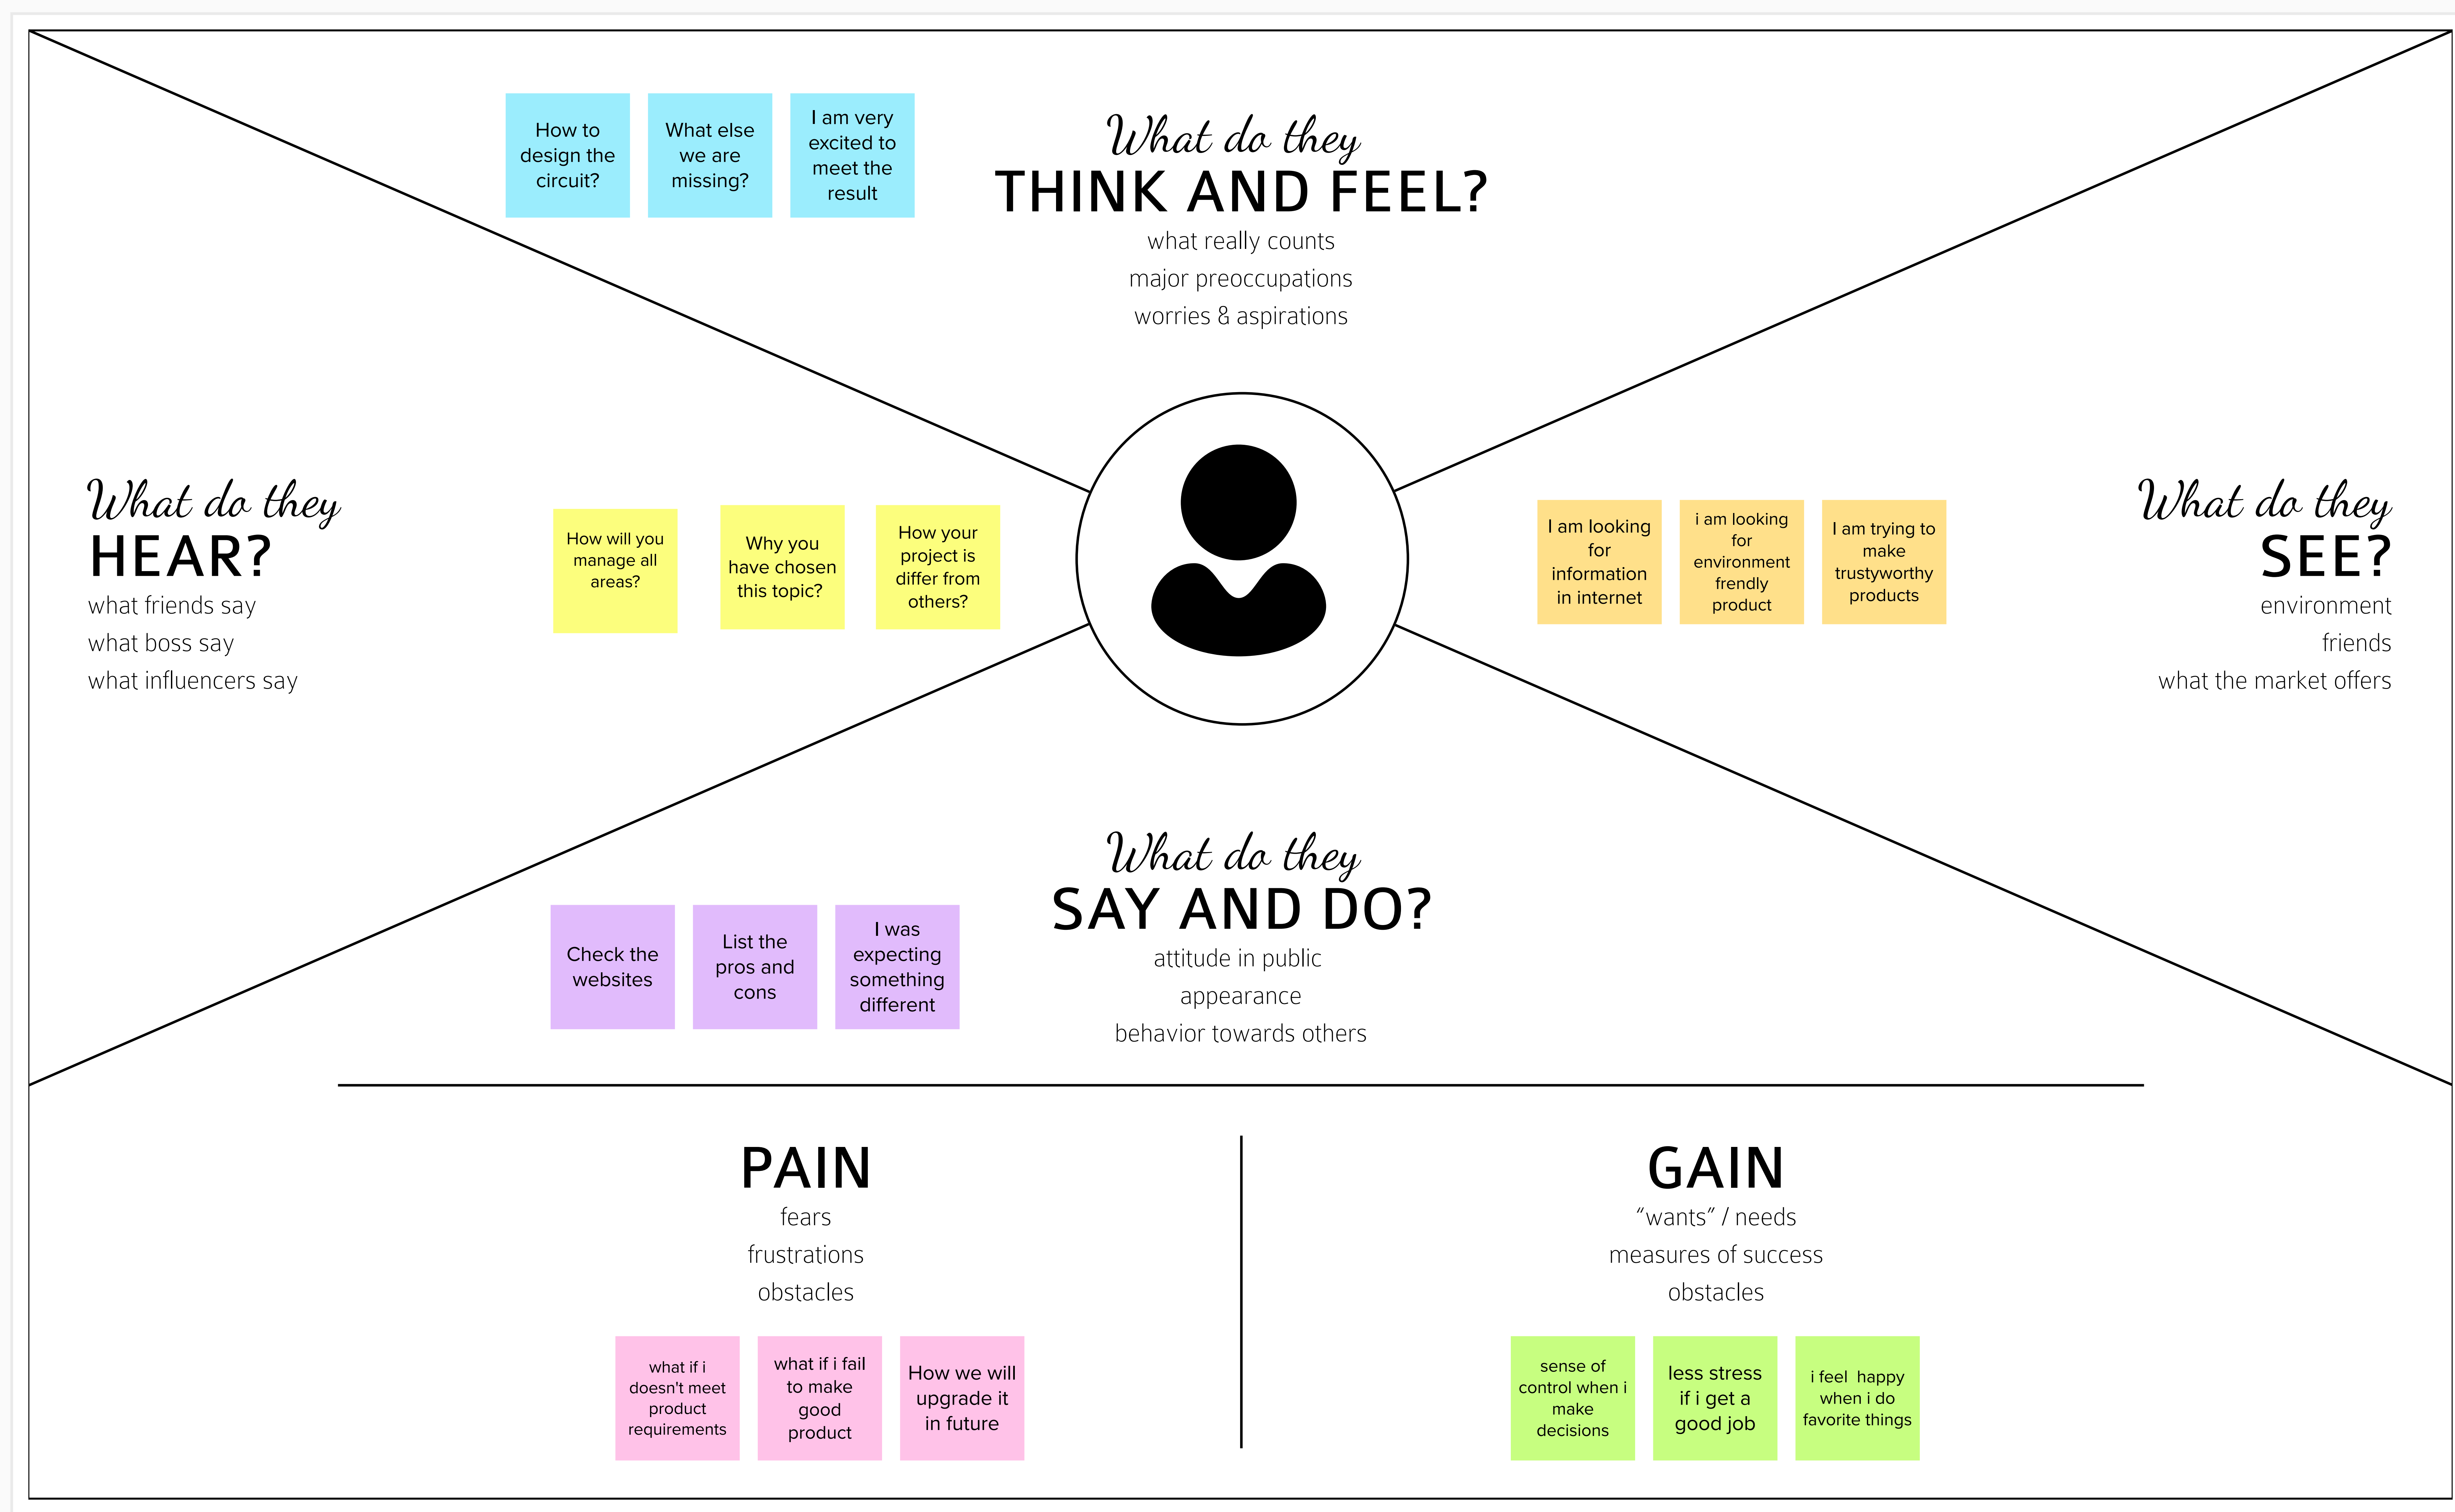 How to
design the
circuit?
What else
we are
missing?
I am very
excited to
meet the
result
What do they
THINK AND FEEL?
what really counts
major preoccupations
worries & aspirations
What do they
HEAR?
what friends say
what boss say
what influencers say
How will you
manage all
areas?
Why you
have chosen
this topic?
How your
project is
differ from
others?
I am looking
for
information
in internet
i am looking
for
environment
frendly
product
I am trying to
make
trustyworthy
products
What do they
SEE?
environment
friends
what the market offers
Check the
websites
List the
pros and
cons
I was
expecting
something
different
What do they
SAY AND DO?
attitude in public
appearance
behavior towards others
PAIN
fears
frustrations
obstacles
what if i
doesn't meet
product
requirements
what if i fail
to make
good
product
How we will
upgrade it
in future
GAIN
“wants” / needs
measures of success
obstacles
sense of
control when i
make
decisions
less stress
if i get a
good job
i feel  happy
when i do
favorite things